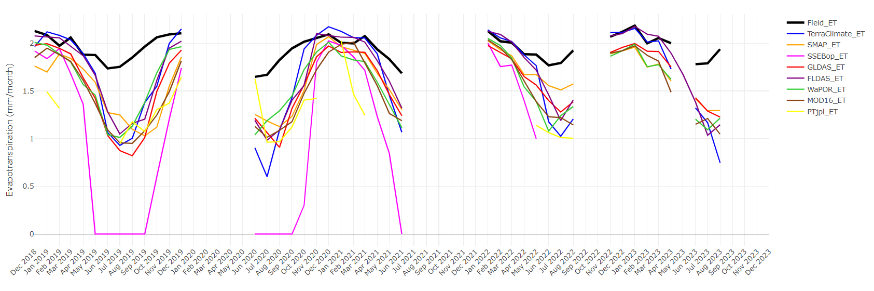 Evapotranspiration (mm/month)
2
1.5
1
0.5
0
Dec 2018
Jan 2019
Feb 2019
Mar 2019
Apr 2019
May 2019
Jun 2019
Jul 2019
Aug 2019
Sep 2019
Oct 2019
Nov 2019
Dec 2019
Jan 2020
Feb 2020
Mar 2020
Apr 2020
May 2020
Jun 2020
Jul 2020
Aug 2020
Sep 2020
Oct 2020
Nov 2020
Dec 2020
Jan 2021
Feb 2021
Mar 2021
Apr 2021
May 2021
Jun 2021
Jul 2021
Aug 2021
Sep 2021
Oct 2021
Nov 2021
Dec 2021
Jan 2022
Feb 2022
Mar 2022
Apr 2022
May 2022
Jun 2022
Jul 2022
Aug 2022
Sep 2022
Oct 2022
Nov 2022
Dec 2022
Jan 2023
Feb 2023
Mar 2023
Apr 2023
May 2023
Jun 2023
Jul 2023
Aug 2023
Sep 2023
Oct 2023
Nov 2023
Dec 2023
Field_ET
TerraClimate_ET
SMAP_ET
SSEBop_ET
GLDAS_ET
FLDAS_ET
WaPOR_ET
MOD16_ET
PTjpl_ET